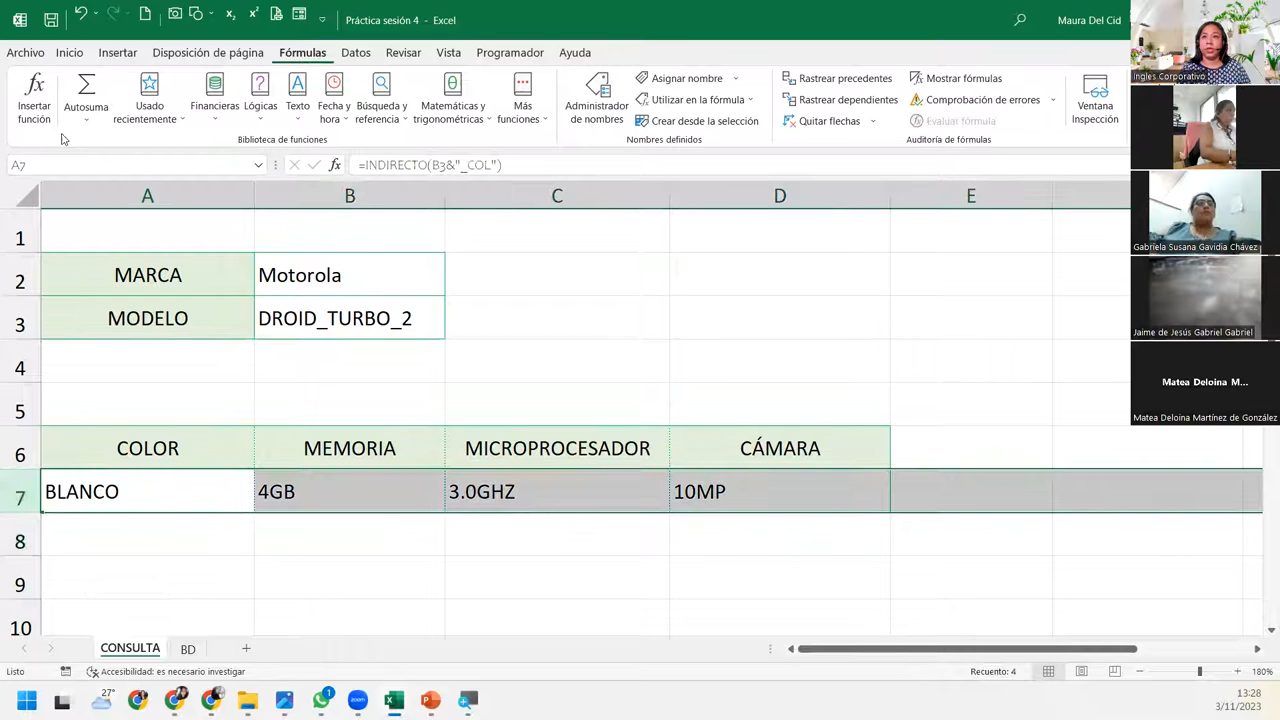 Práctica sesión 4 - Excel
Maura Del Cid
Archivo Inicio Insertar Disposición de página Fórmulas Datos Revisar Vista Programador Ayuda
Insertar función
Autosuma
Usado recientemente
Financieras
Lógicas
Texto
Fecha y hora
Búsqueda y referencia
Matemáticas y trigonométricas
Más funciones
Biblioteca de funciones
Administrador de nombres
Asignar nombre
Utilizar en la fórmula
Crear desde la selección
Nombres definidos
Rastrear precedentes
Rastrear dependientes
Quitar flechas
Mostrar fórmulas
Comprobación de errores
Evaluar fórmula
Auditoría de fórmulas
Ventana Inspección
A7 fx =INDIRECTO(B3&"_COL")
A B C D E
1
2 MARCA Motorola
3 MODELO DROID_TURBO_2
4
5
6 COLOR MEMORIA MICROPROCESADOR CÁMARA
7 BLANCO 4GB 3.0GHZ 10MP
8
9
10
CONSULTA BD
Listo Accesibilidad: es necesario investigar Recuento: 4 180%
27° 1 13:28
3/11/2023
Ingles Corporativo
Gabriela Susana Gavidia Chávez
Jaime de Jesús Gabriel Gabriel
Matea Deloina M...
Matea Deloina Martínez de González